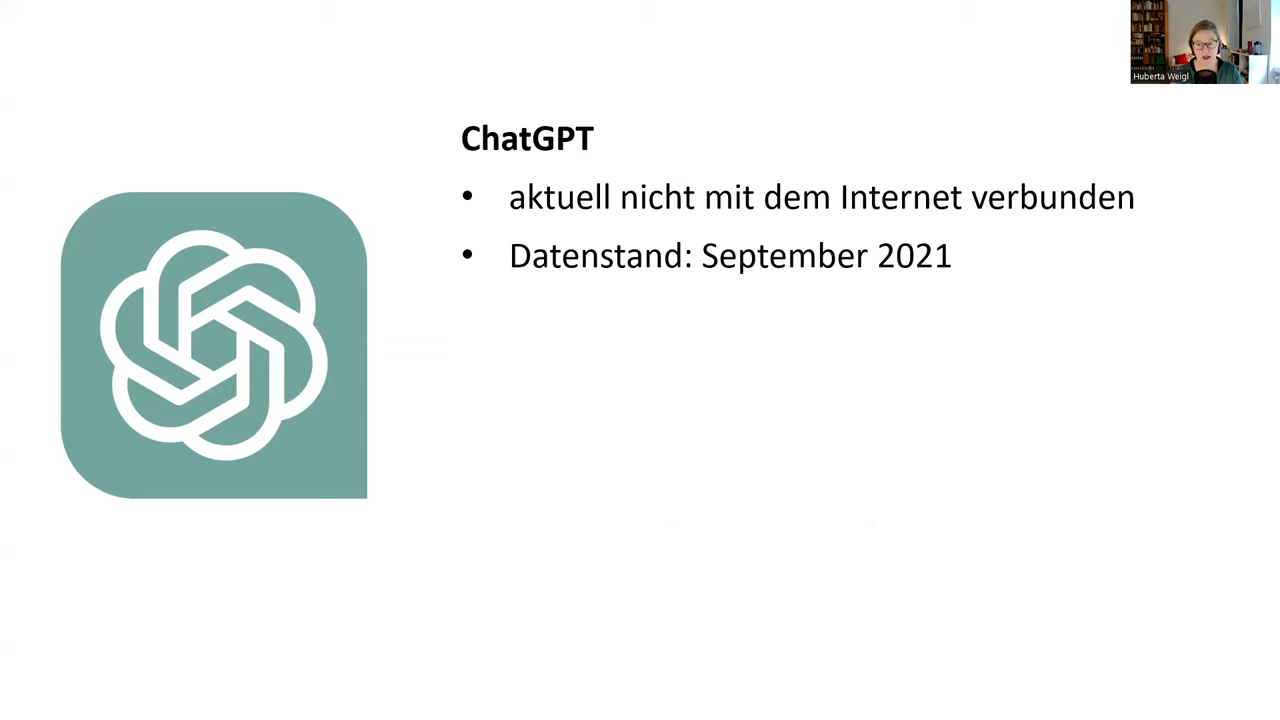 Huberta Weigl
ChatGPT
• aktuell nicht mit dem Internet verbunden
• Datenstand: September 2021